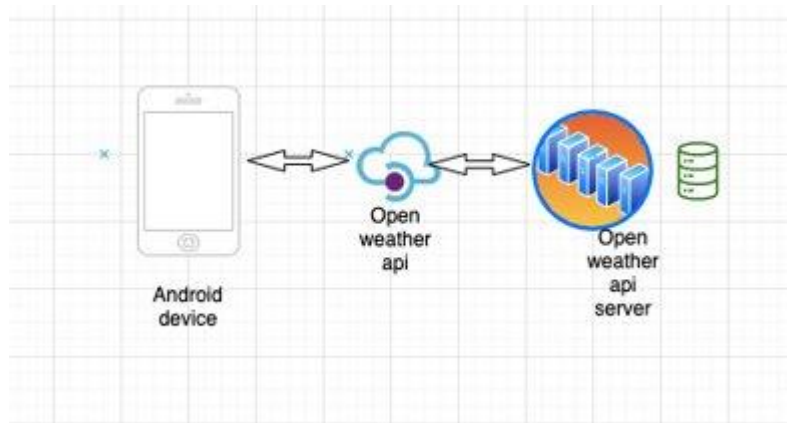 Android
device
Open
weather
api
Open
weather
api
server